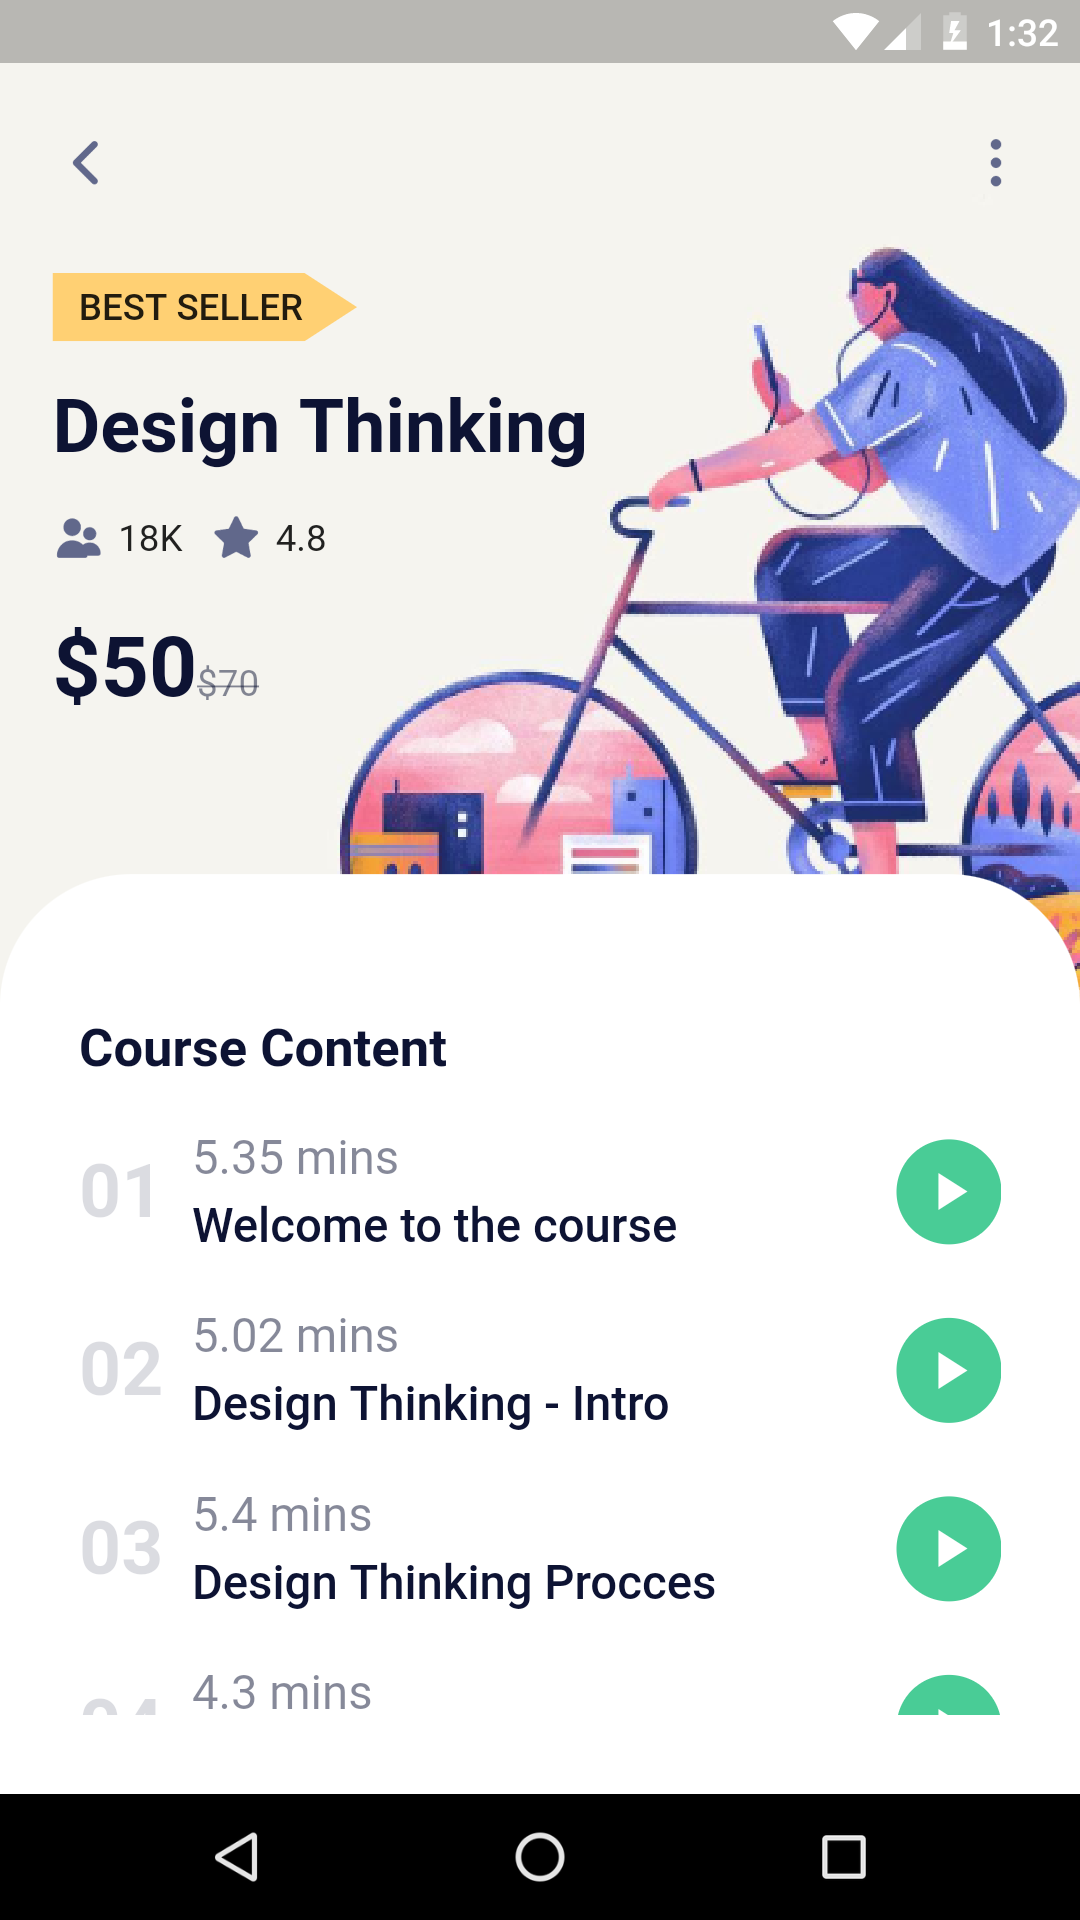 1:32
BEST SELLER
Design Thinking
18K 4.8
$50 $70
Course Content
01
5.35 mins
Welcome to the course
02
5.02 mins
Design Thinking - Intro
03
5.4 mins
Design Thinking Procces
4.3 mins